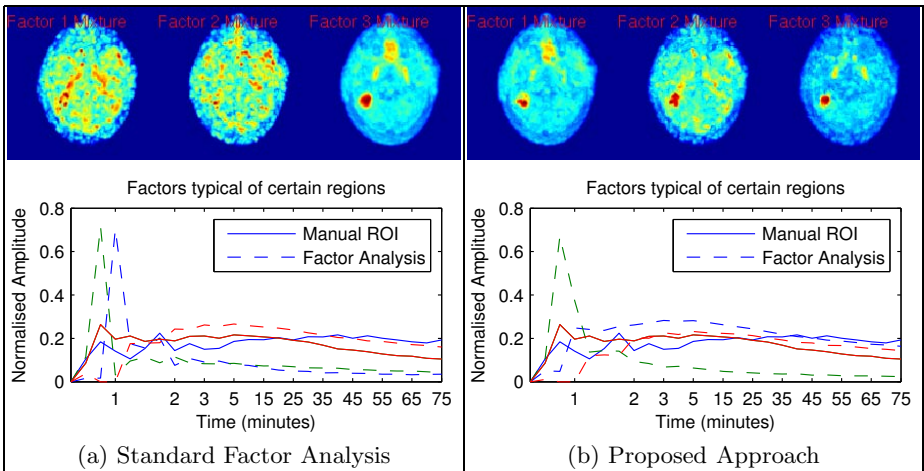 Factor 1 Mixture Factor 2 Mixture Factor 3 Mixture
Factors typical of certain regions
Normalised Amplitude
0.8
0.6
0.4
0.2
0
Manual ROI
Factor Analysis
1 2 3 5 15 25 35 45 55 65 75
Time (minutes)
(a) Standard Factor Analysis
Factor 1 Mixture Factor 2 Mixture Factor 3 Mixture
Factors typical of certain regions
Normalised Amplitude
0.8
0.6
0.4
0.2
0
Manual ROI
Factor Analysis
1 2 3 5 15 25 35 45 55 65 75
Time (minutes)
(b) Proposed Approach